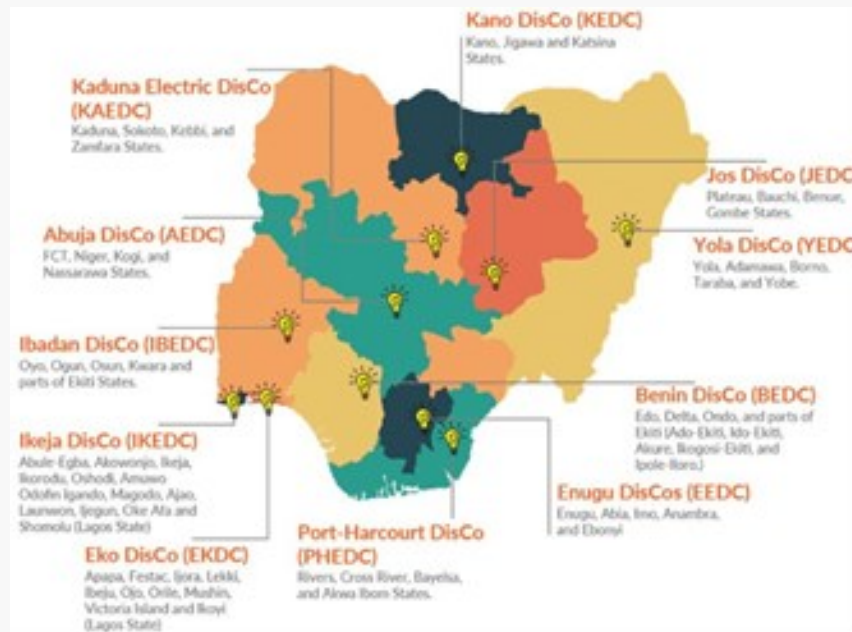 Kano DisCo (KEDC)
Kano, Jigawa and Katsina
States.
Kaduna Electric DisCo
(KAEDC)
Kaduna, Sokoto, Kebbi, and
Zamfara States.
Jos DisCo (JEDC)
Plateau, Bauchi, Benue,
Gombe States.
Abuja DisCo (AEDC)
FCT, Niger, Kogi, and
Nassarawa States.
Yola DisCo (YEDC)
Yola, Adamawa, Borno,
Taraba, and Yobe.
Ibadan DisCo (IBEDC)
Oyo, Ogun, Osun, Kwara and
parts of Ekiti States.
Benin DisCo (BEDC)
Edo, Delta, Ondo, and parts of
Ekiti (Ado-Ekiti, Ido-Ekiti,
Akure, Ikogosi-Ekiti, and
Ipole-Iloro.)
Ikeja DisCo (IKEDC)
Abule-Egba, Akowonjo, Ikeja,
Ikorodu, Oshodi, Amuwo
Odofin Igando, Magodo, Ajao,
Launwon, Ijegun, Oke Afa and
Shomolu (Lagos State)
Enugu DisCos (EEDC)
Enugu, Abia, Imo, Anambra,
and Ebonyi
Port-Harcourt DisCo
(PHEDC)
Rivers, Cross River, Bayelsa,
and Akwa Ibom States.
Eko DisCo (EKDC)
Apapa, Festac, Ijora, Lekki,
Ibeju, Ojo, Orile, Mushin,
Victoria Island and Ikoyi
(Lagos State)